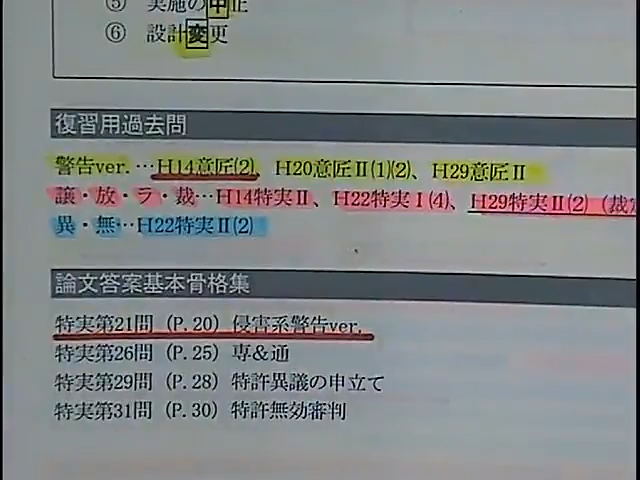 ⑤ 実施の中止
⑥ 設計変更
復習用過去問
警告ver.…H14意匠(2)、H20意匠Ⅱ(1)(2)、H29意匠Ⅱ
譲・放・ラ・裁…H14特実Ⅱ、H22特実Ⅰ(4)、H29特実Ⅱ(2)(裁
異・無…H22特実Ⅱ(2)
論文答案基本骨格集
特実第21問（P.20）侵害系警告ver.
特実第26問（P.25）専&通
特実第29問（P.28）特許異議の申立て
特実第31問（P.30）特許無効審判